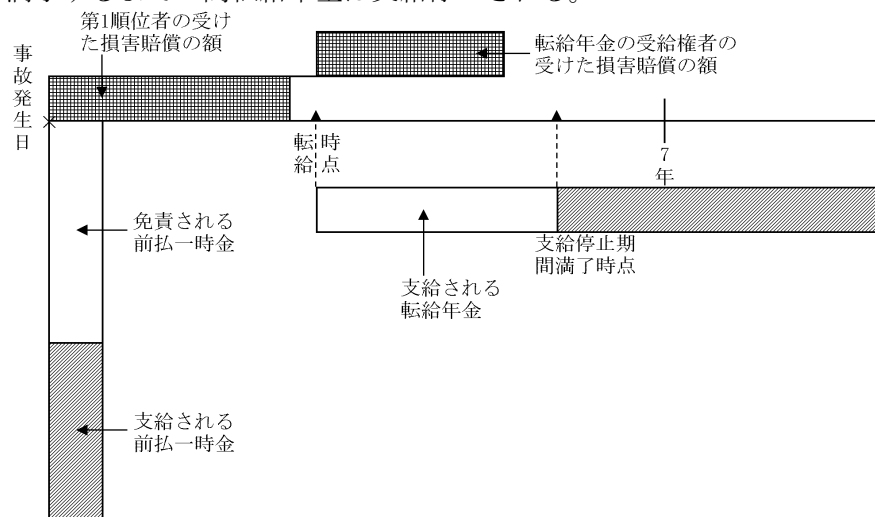 第1順位者の受け
た損害賠償の額
転給年金の受給権者の
受けた損害賠償の額
事故発生日
転給
時点
7年
免責される
前払一時金
支給される
転給年金
支給停止期
間満了時点
支給される
前払一時金